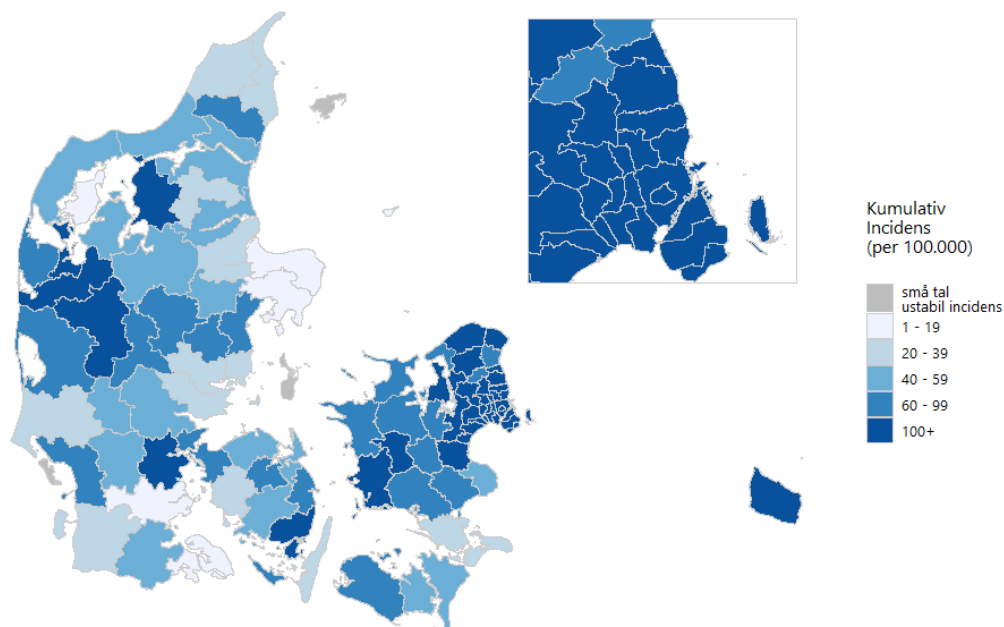 Kumulativ
Incidens
(per 100.000)
små tal
ustabil incidens
1 - 19
20 - 39
40 - 59
60 - 99
100+